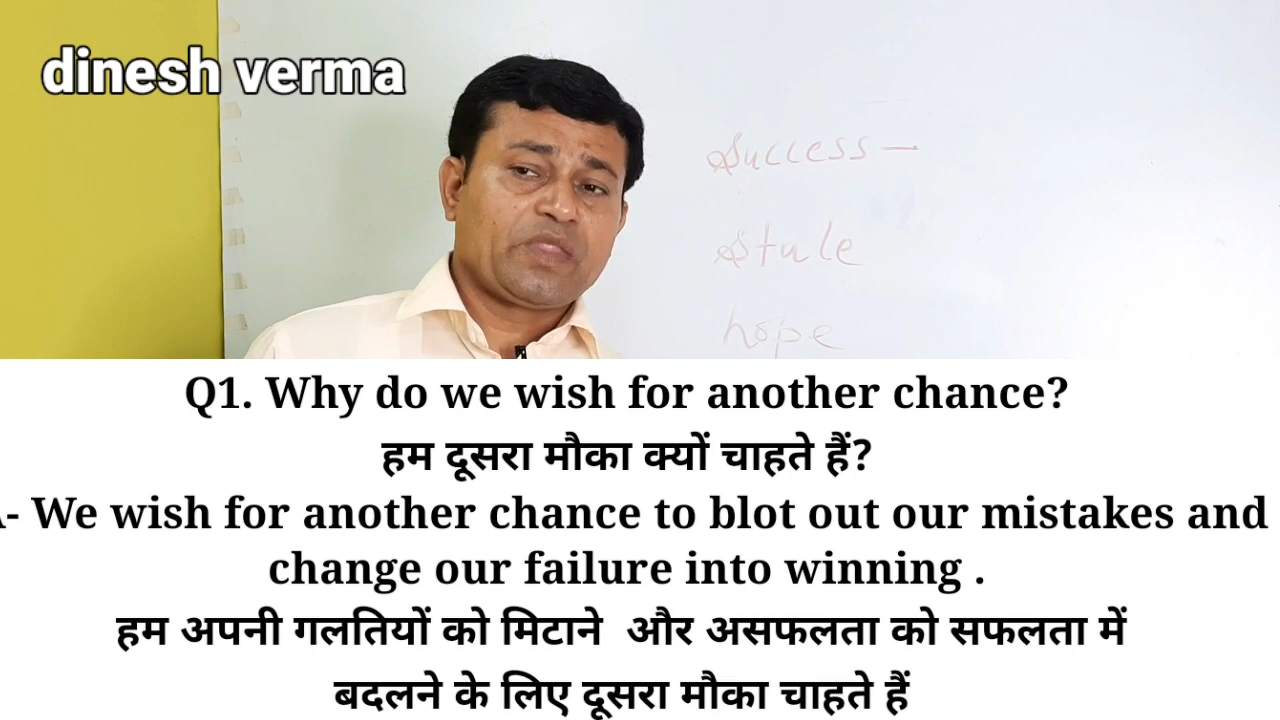 dinesh verma
Success -
Stale
hope
Q1. Why do we wish for another chance?
हम दूसरा मौका क्यों चाहते हैं?
A- We wish for another chance to blot out our mistakes and
change our failure into winning .
हम अपनी गलतियों को मिटाने और असफलता को सफलता में
बदलने के लिए दूसरा मौका चाहते हैं